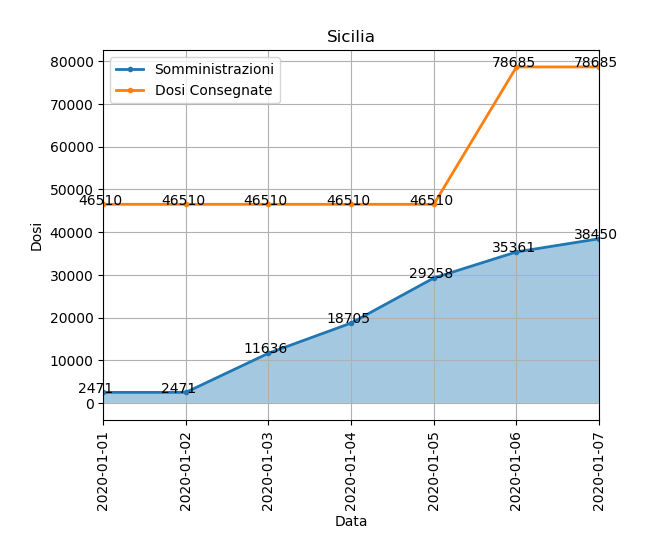 Sicilia
Somministrazioni
Dosi Consegnate
80000
70000
60000
50000
40000
30000
20000
10000
0
Dosi
78685 78685
46510 46510 46510 46510 46510
2471 2471 11636 18705 29258 35361 38450
2020-01-01 2020-01-02 2020-01-03 2020-01-04 2020-01-05 2020-01-06 2020-01-07
Data